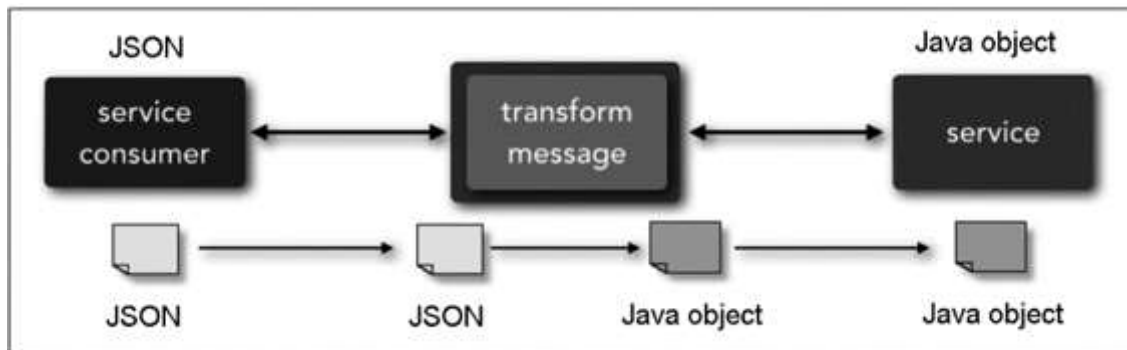 JSON
Java object
service
consumer
transform
message
service
JSON
JSON
Java object
Java object